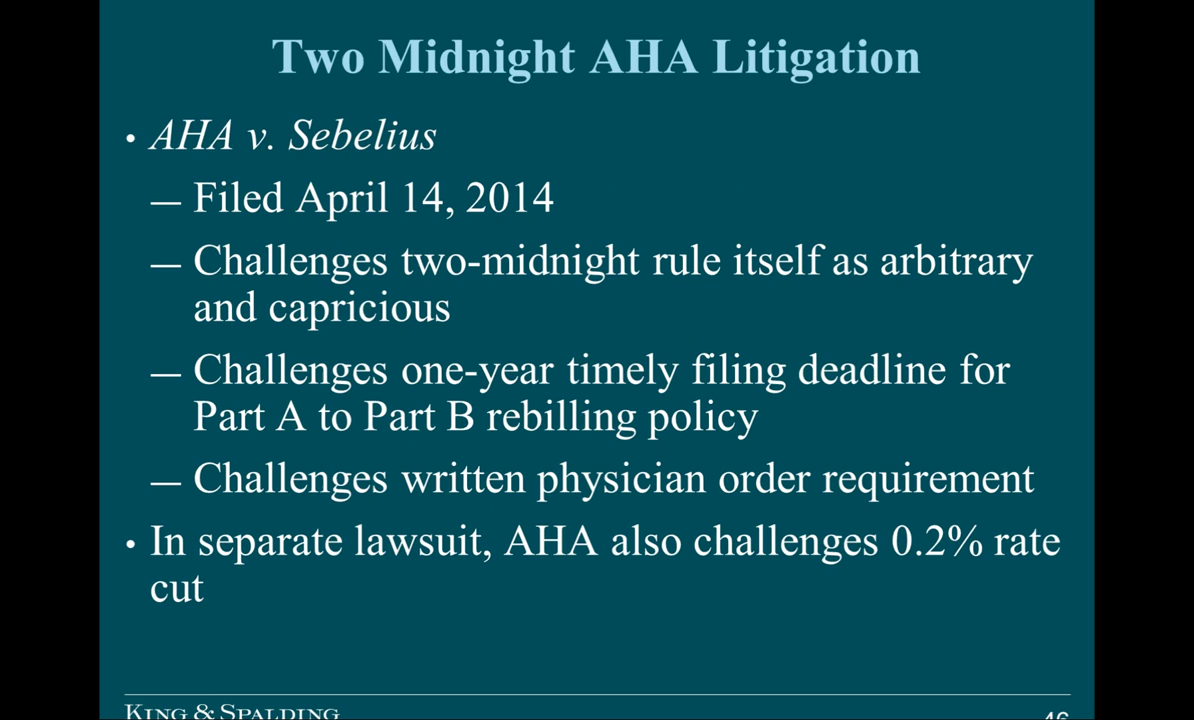 Two Midnight AHA Litigation
• AHA v. Sebelius
— Filed April 14, 2014
— Challenges two-midnight rule itself as arbitrary
and capricious
— Challenges one-year timely filing deadline for
Part A to Part B rebilling policy
— Challenges written physician order requirement
• In separate lawsuit, AHA also challenges 0.2% rate
cut
KING & SPALDING
46